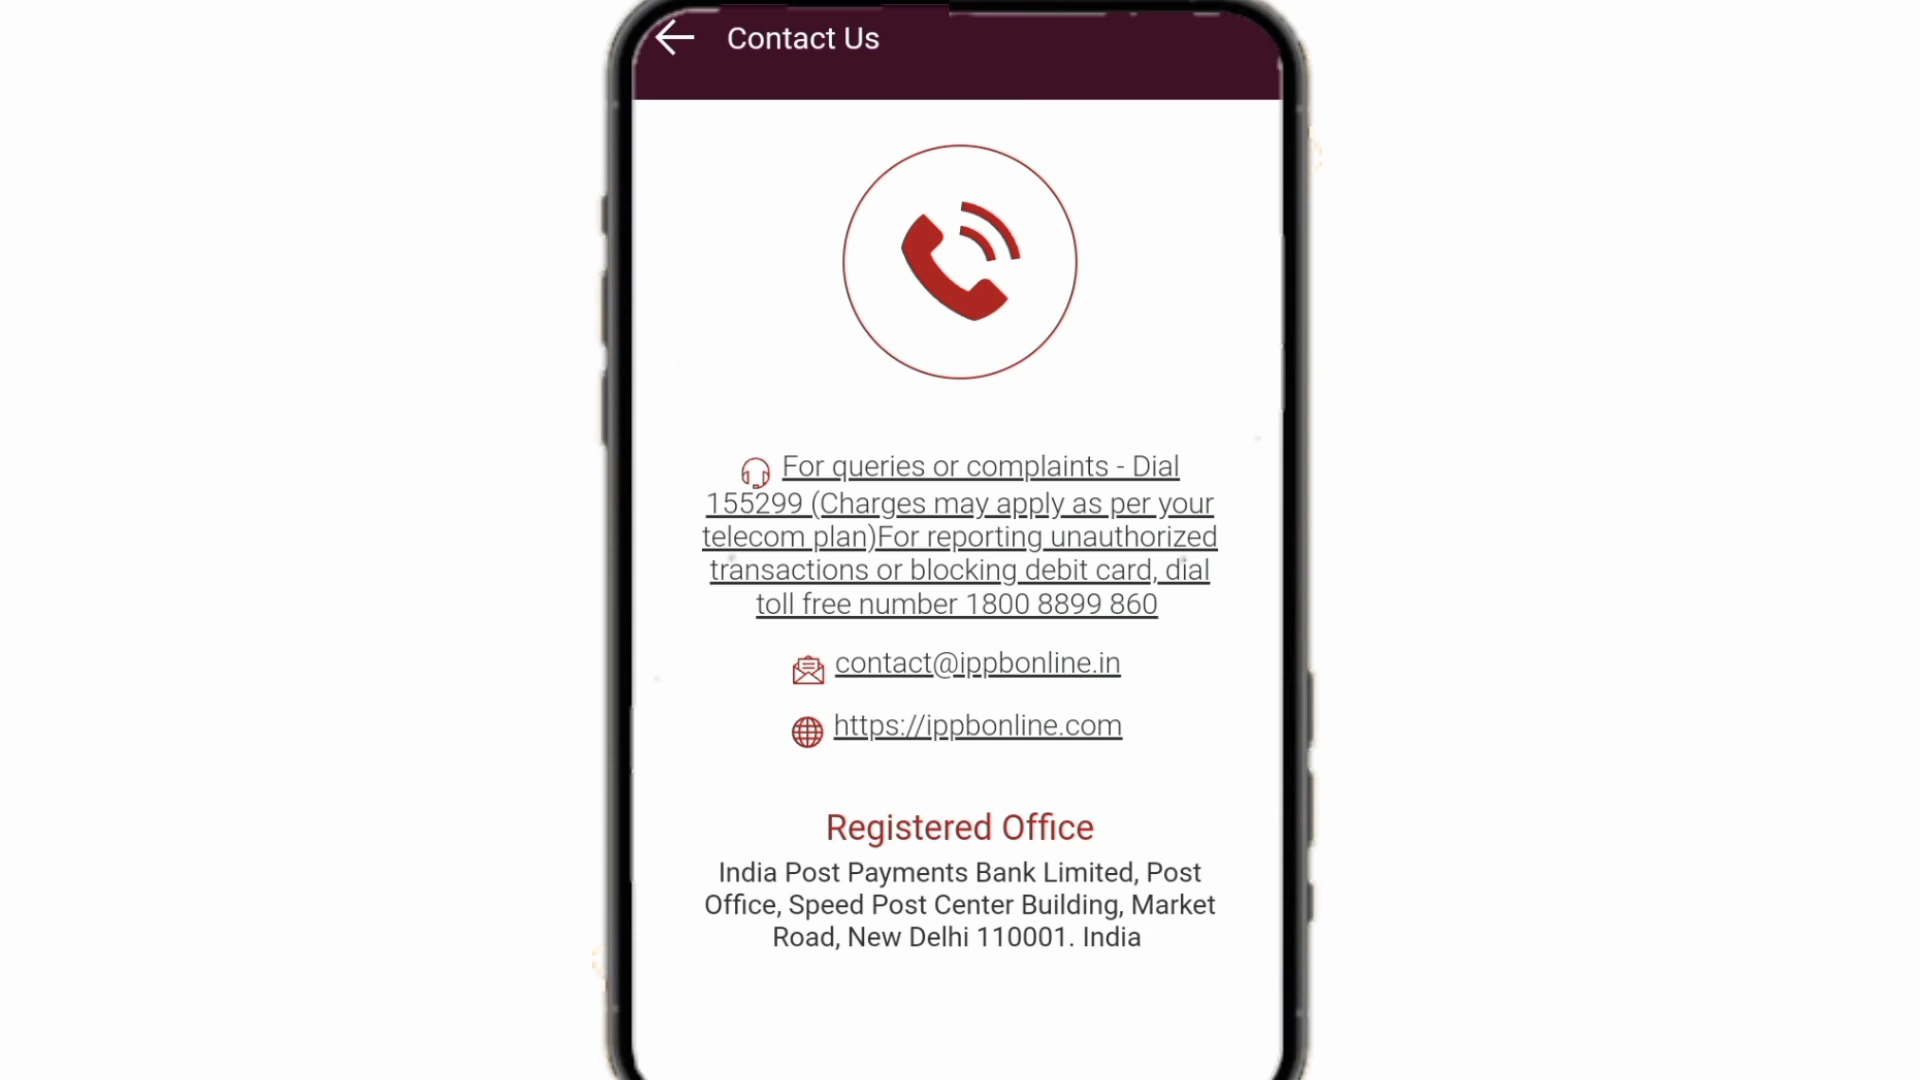 Contact Us
For queries or complaints - Dial
155299 (Charges may apply as per your
telecom plan)For reporting unauthorized
transactions or blocking debit card, dial
toll free number 1800 8899 860
contact@ippbonline.in
https://ippbonline.com
Registered Office
India Post Payments Bank Limited, Post
Office, Speed Post Center Building, Market
Road, New Delhi 110001. India